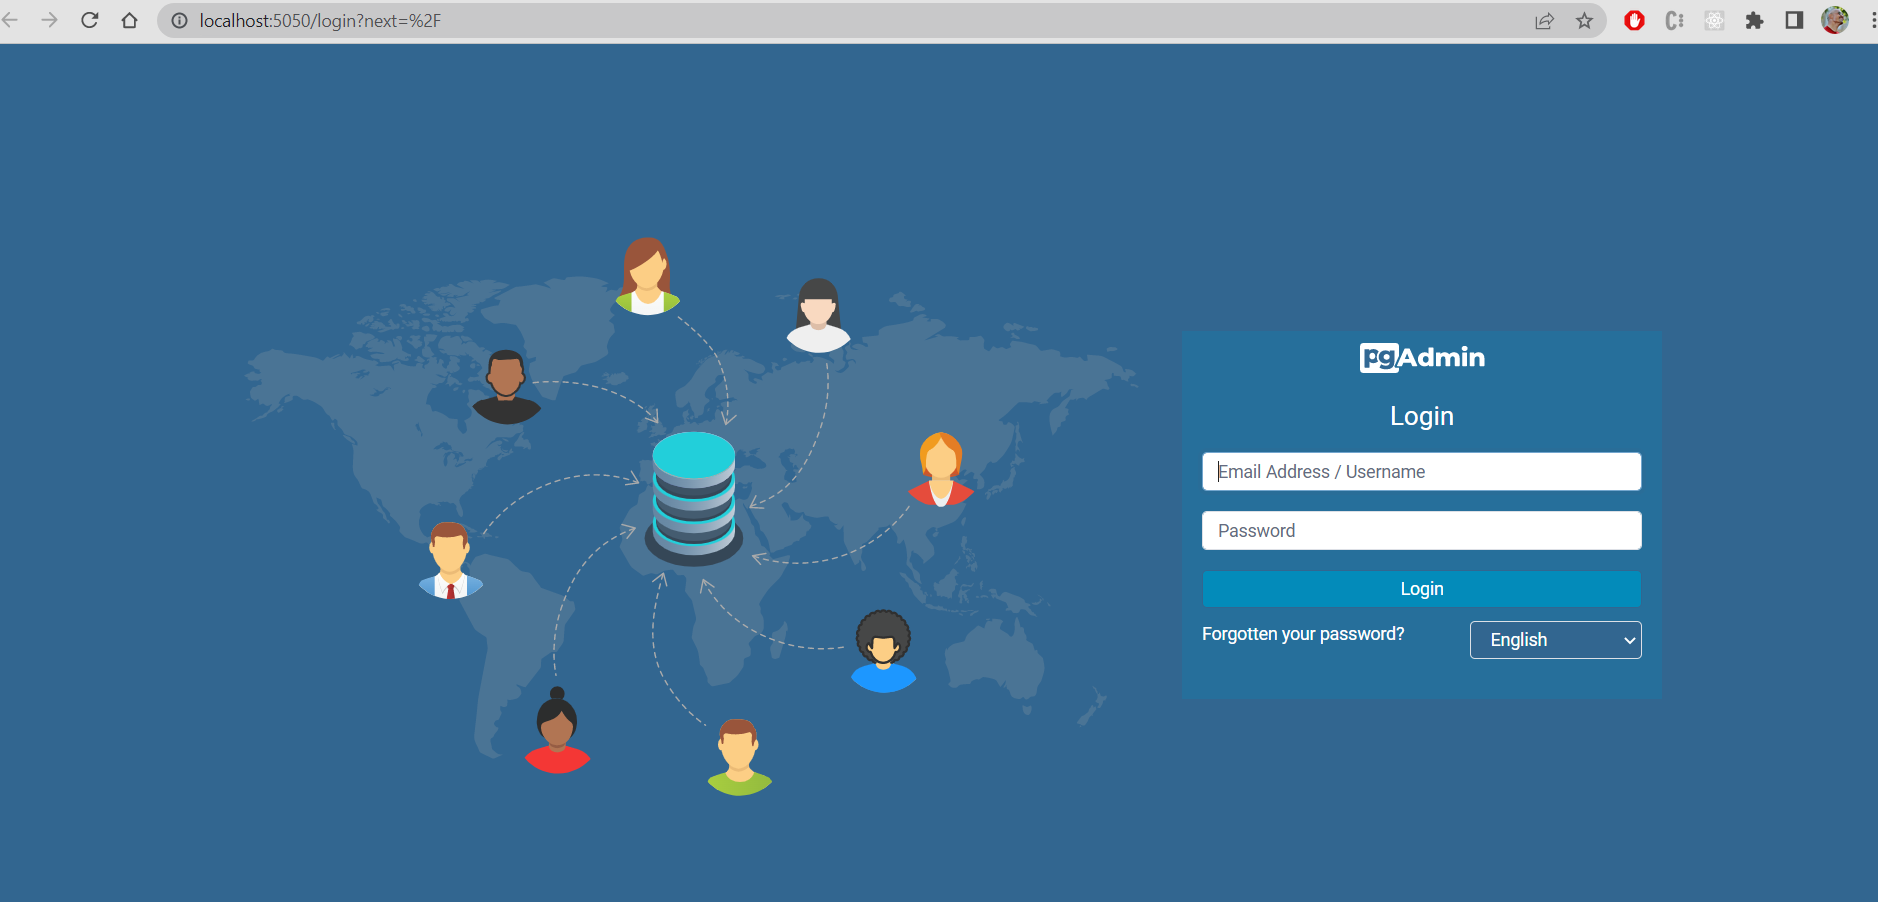 localhost:5050/login?next=%2F
pgAdmin
Login
Email Address / Username
Password
Login
Forgotten your password?
English